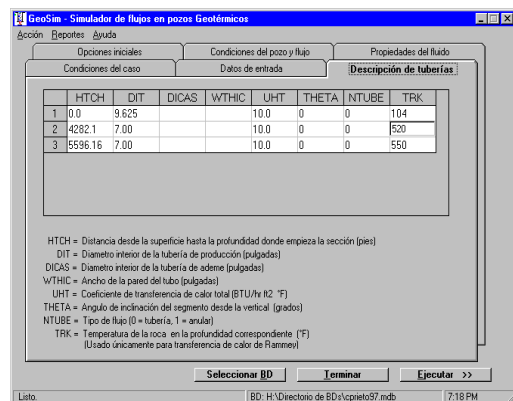 GeoSim - Simulador de flujos en pozos Geotérmicos
Acción Reportes Ayuda
Opciones iniciales Condiciones del pozo y flujo Propiedades del fluido
Condiciones del caso Datos de entrada Descripción de tuberías
HTCH DIT DICAS WTHIC UHT THETA NTUBE TRK
1 0.0 9.625 10.0 0 0 104
2 4282.1 7.00 10.0 0 0 520
3 5596.16 7.00 10.0 0 0 550
HTCH = Distancia desde la superficie hasta la profundidad donde empieza la sección (pies)
DIT = Diametro interior de la tubería de producción (pulgadas)
DICAS = Diametro interior de la tubería de ademe (pulgadas)
WTHIC = Ancho de la pared del tubo (pulgadas)
UHT = Coeficiente de transferencia de calor total (BTU/hr ft2 °F)
THETA = Angulo de inclinación del segmento desde la vertical (grados)
NTUBE = Tipo de flujo (0 = tubería, 1 = anular)
TRK = Temperatura de la roca en la profundidad correspondiente (°F)
(Usado únicamente para transferencia de calor de Rammey)
Seleccionar BD Terminar Ejecutar >>
Listo. BD: H:\Directorio de BDs\cprieto97.mdb 7:18 PM